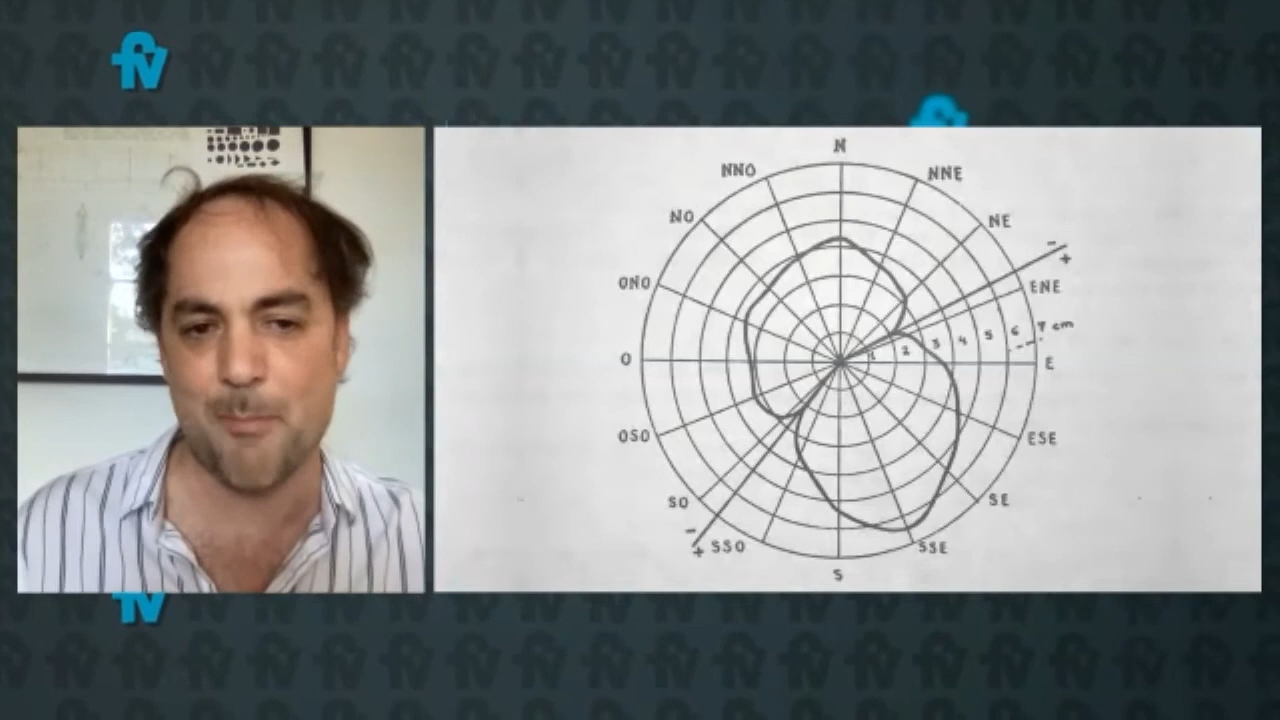 fv
N
NNO
NNE
NO
NE
-
+
ONO
ENE
1 2 3 4 5 6 7 cm
O
E
OSO
ESE
SO
SE
-
+
SSO
SSE
S
fv